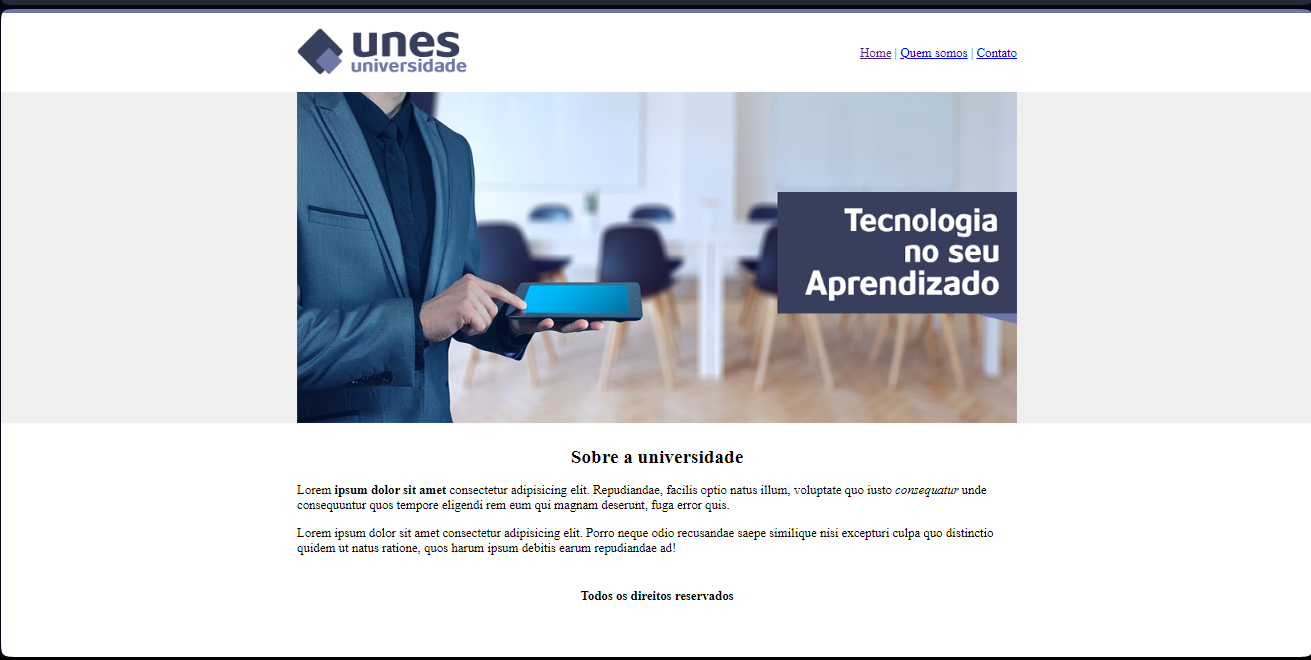 unes
universidade
Home | Quem somos | Contato
Tecnologia
no seu
Aprendizado
Sobre a universidade
Lorem ipsum dolor sit amet consectetur adipisicing elit. Repudiandae, facilis optio natus illum, voluptate quo iusto consequatur unde
consequuntur quos tempore eligendi rem eum qui magnam deserunt, fuga error quis.
Lorem ipsum dolor sit amet consectetur adipisicing elit. Porro neque odio recusandae saepe similique nisi excepturi culpa quo distinctio
quidem ut natus ratione, quos harum ipsum debitis earum repudiandae ad!
Todos os direitos reservados